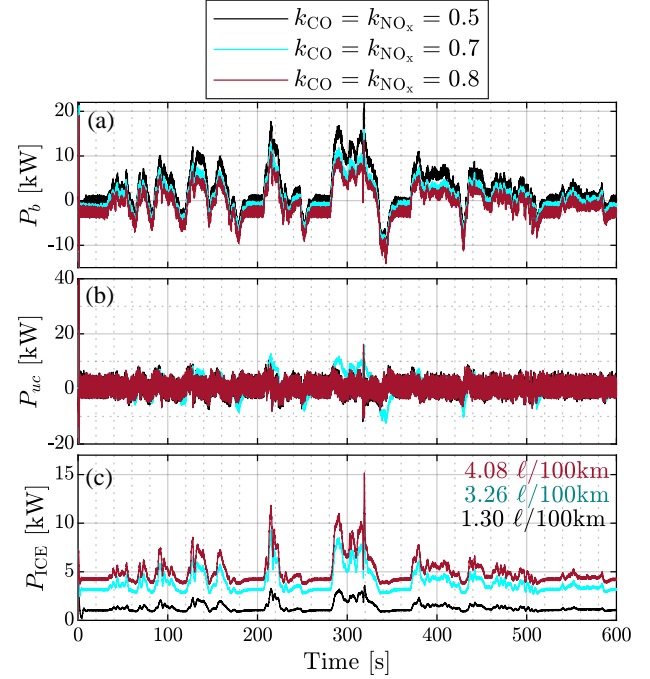 k_CO = k_NOx = 0.5
k_CO = k_NOx = 0.7
k_CO = k_NOx = 0.8
(a)
20
10
0
-10
P_b [kW]
(b)
40
20
0
-20
P_uc [kW]
(c)
4.08 ℓ/100km
3.26 ℓ/100km
1.30 ℓ/100km
15
10
5
0
P_ICE [kW]
0 100 200 300 400 500 600
Time [s]